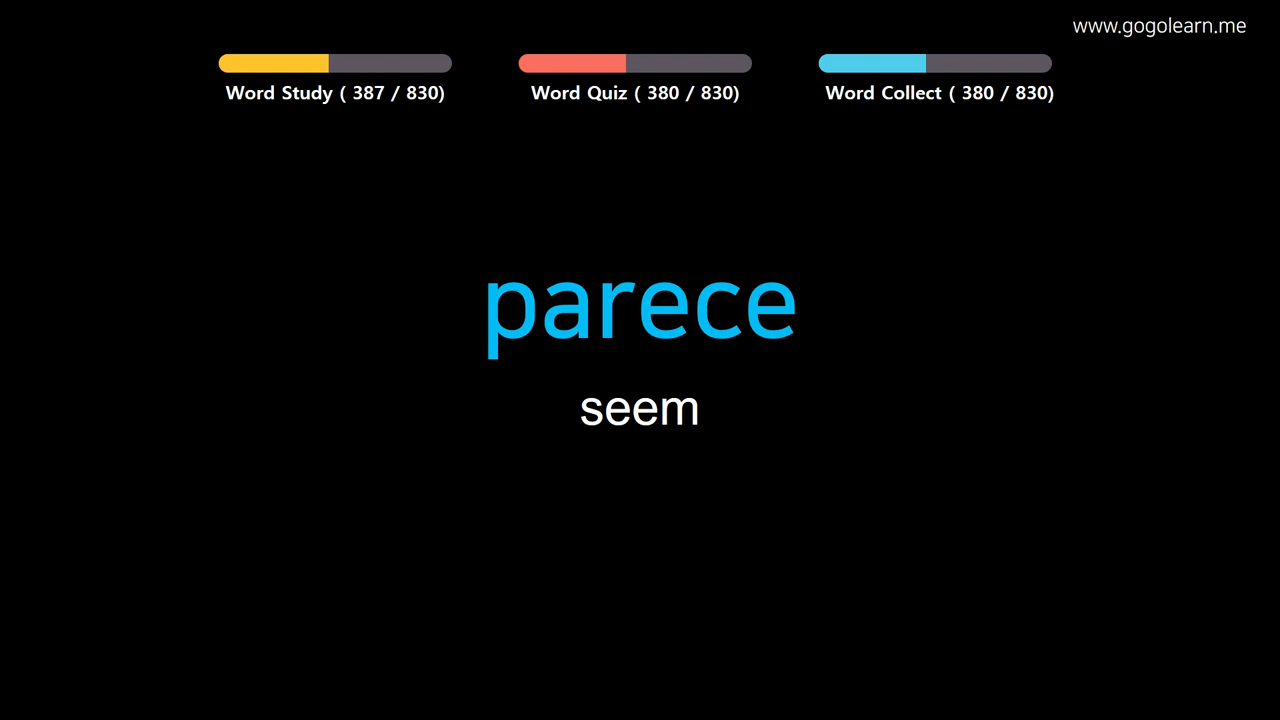 www.gogolearn.me
Word Study ( 387 / 830)
Word Quiz ( 380 / 830)
Word Collect ( 380 / 830)
parece
seem